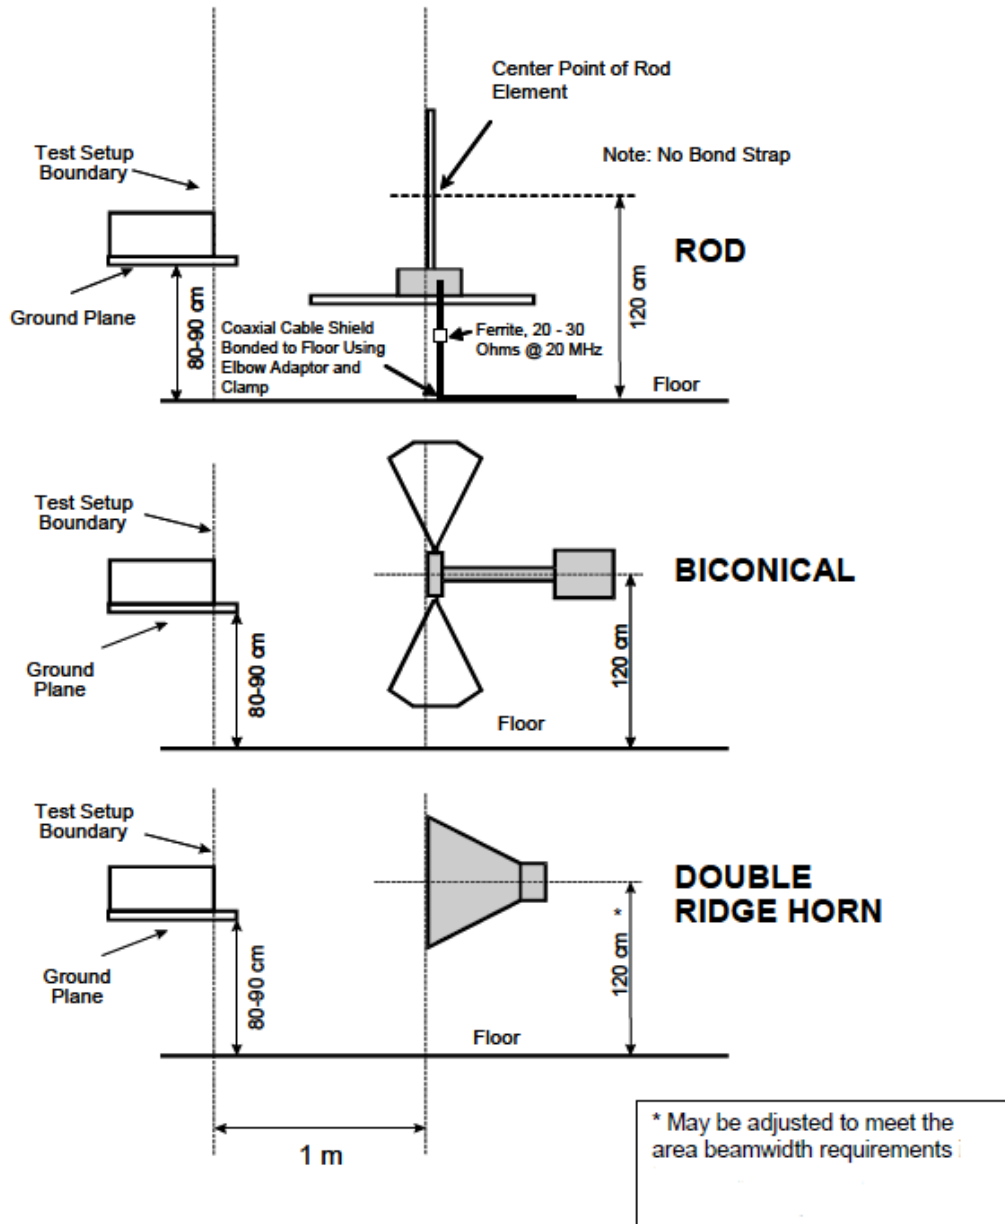 Center Point of Rod
Element
Test Setup
Boundary
Note: No Bond Strap
ROD
Ground Plane
80-90 cm
120 cm
Coaxial Cable Shield
Bonded to Floor Using
Elbow Adaptor and
Clamp
Ferrite, 20 - 30
Ohms @ 20 MHz
Floor
Test Setup
Boundary
BICONICAL
Ground
Plane
80-90 cm
120 cm
Floor
Test Setup
Boundary
DOUBLE
RIDGE HORN
Ground
Plane
80-90 cm
120 cm *
Floor
1 m
* May be adjusted to meet the
area beamwidth requirements